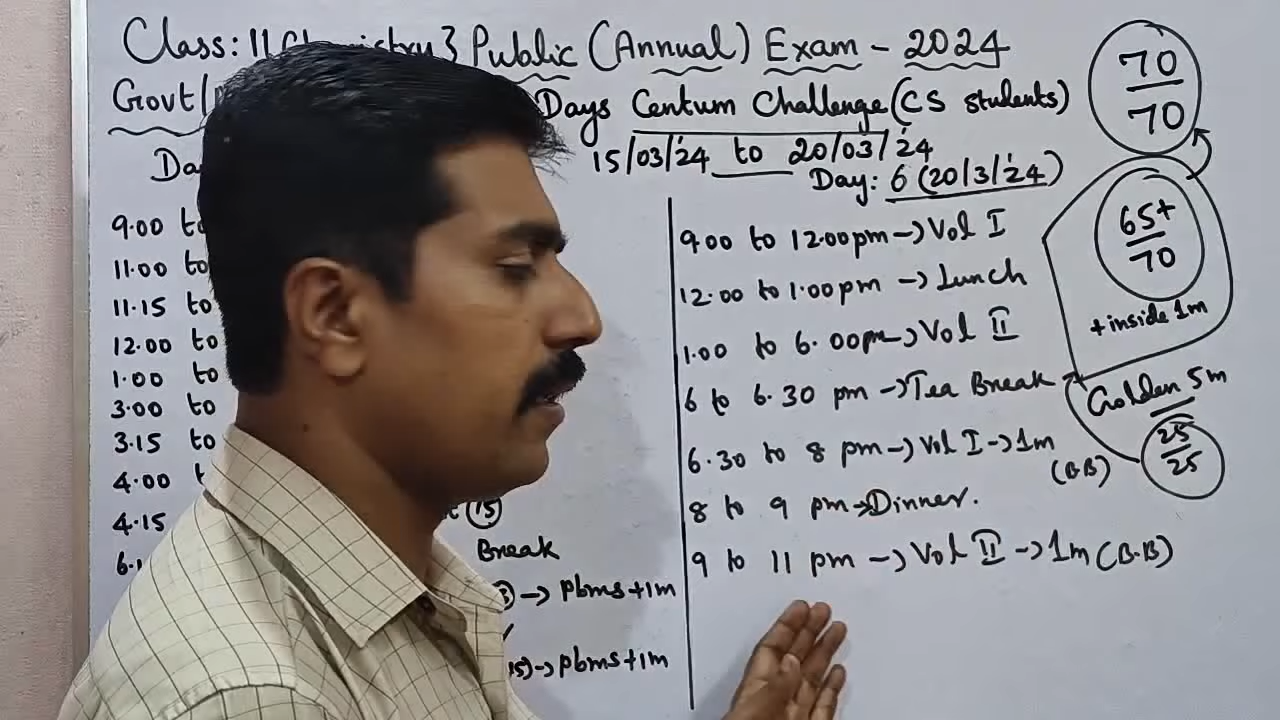 Class: 11 Chemistry } Public (Annual) Exam - 2024
Govt/ Days Centum Challenge (CS students)
15/03/24 to 20/03/24
Day: 6 (20/3/24)
9.00 to
11.00 to
11.15 to
12.00 to
1.00 to
3.00 to
3.15 to
4.00
4.15
15
Break
→ pbms+1m
15)→ pbms+1m
9.00 to 12.00pm → Vol I
12.00 to 1.00pm → Lunch
1.00 to 6.00pm → Vol II
6 to 6.30 pm → Tea Break
6.30 to 8 pm → Vol I → 1m
(B.B)
8 to 9 pm → Dinner.
9 to 11 pm → Vol II → 1m (B.B)
70
70
65+
70
+inside 1m
Golden 5m
25
25